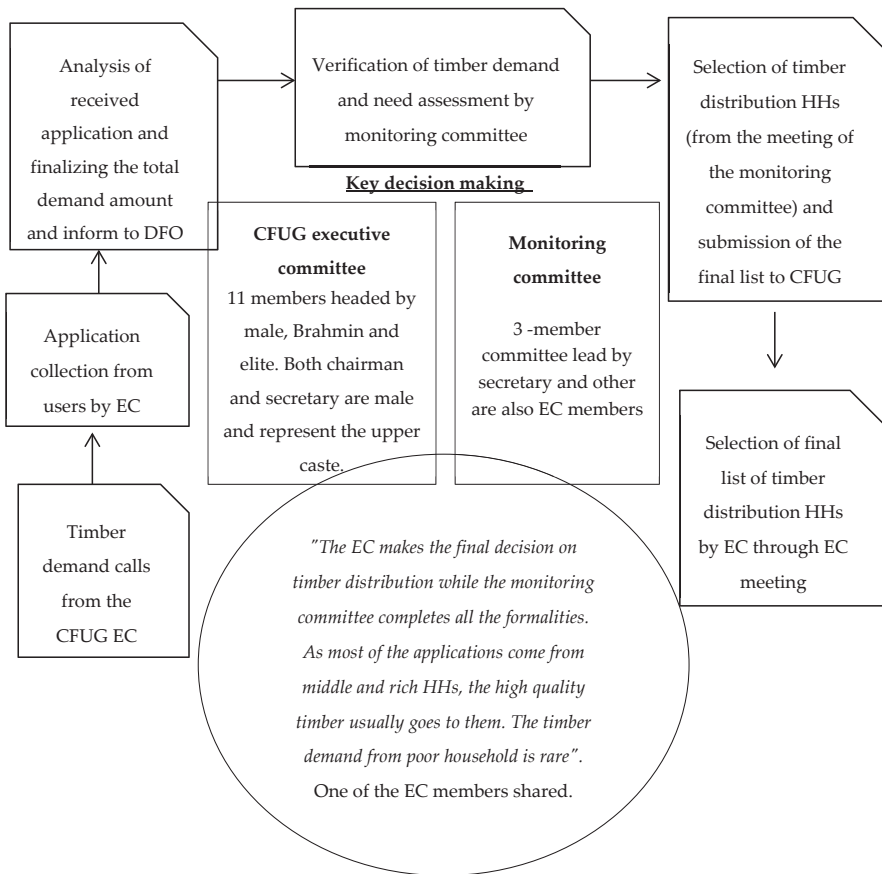 Analysis of
received
application and
finalizing the total
demand amount
and inform to DFO
Verification of timber demand
and need assessment by
monitoring committee
Selection of timber
distribution HHs
(from the meeting of
the monitoring
committee) and
submission of the
final list to CFUG
Key decision making
CFUG executive
committee
11 members headed by
male, Brahmin and
elite. Both chairman
and secretary are male
and represent the upper
caste.
Monitoring
committee
3 -member
committee lead by
secretary and other
are also EC members
Application
collection from
users by EC
Selection of final
list of timber
distribution HHs
by EC through EC
meeting
Timber
demand calls
from the
CFUG EC
"The EC makes the final decision on
timber distribution while the monitoring
committee completes all the formalities.
As most of the applications come from
middle and rich HHs, the high quality
timber usually goes to them. The timber
demand from poor household is rare".
One of the EC members shared.